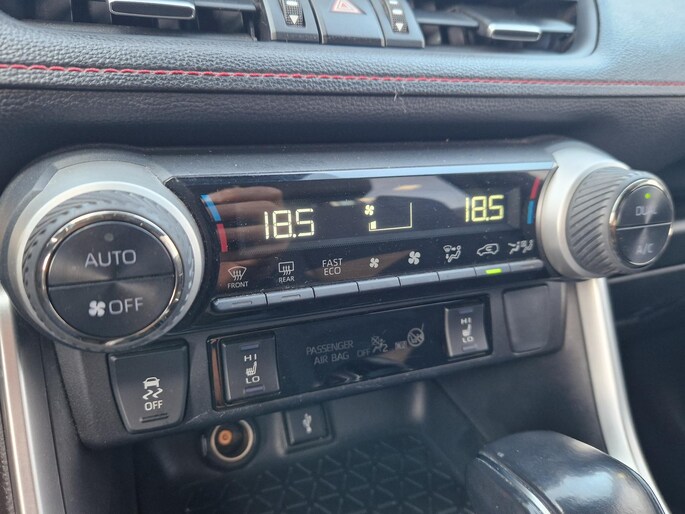 18.5
18.5
AUTO
OFF
FRONT
REAR
FAST
ECO
DUAL
A/C
HI
LO
PASSENGER
AIR BAG
OFF
HI
LO
OFF